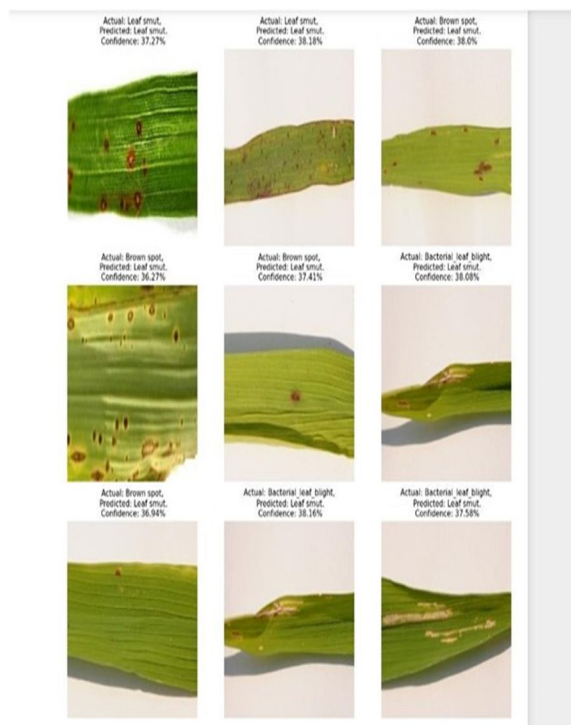 Actual: Leaf smut,
Predicted: Leaf smut.
Confidence: 37.27%
Actual: Leaf smut,
Predicted: Leaf smut.
Confidence: 38.18%
Actual: Brown spot,
Predicted: Leaf smut.
Confidence: 38.0%
Actual: Brown spot,
Predicted: Leaf smut.
Confidence: 36.27%
Actual: Brown spot,
Predicted: Leaf smut.
Confidence: 37.41%
Actual: Bacterial_leaf_blight,
Predicted: Leaf smut.
Confidence: 38.08%
Actual: Brown spot,
Predicted: Leaf smut.
Confidence: 36.94%
Actual: Bacterial_leaf_blight,
Predicted: Leaf smut.
Confidence: 38.16%
Actual: Bacterial_leaf_blight,
Predicted: Leaf smut.
Confidence: 37.58%